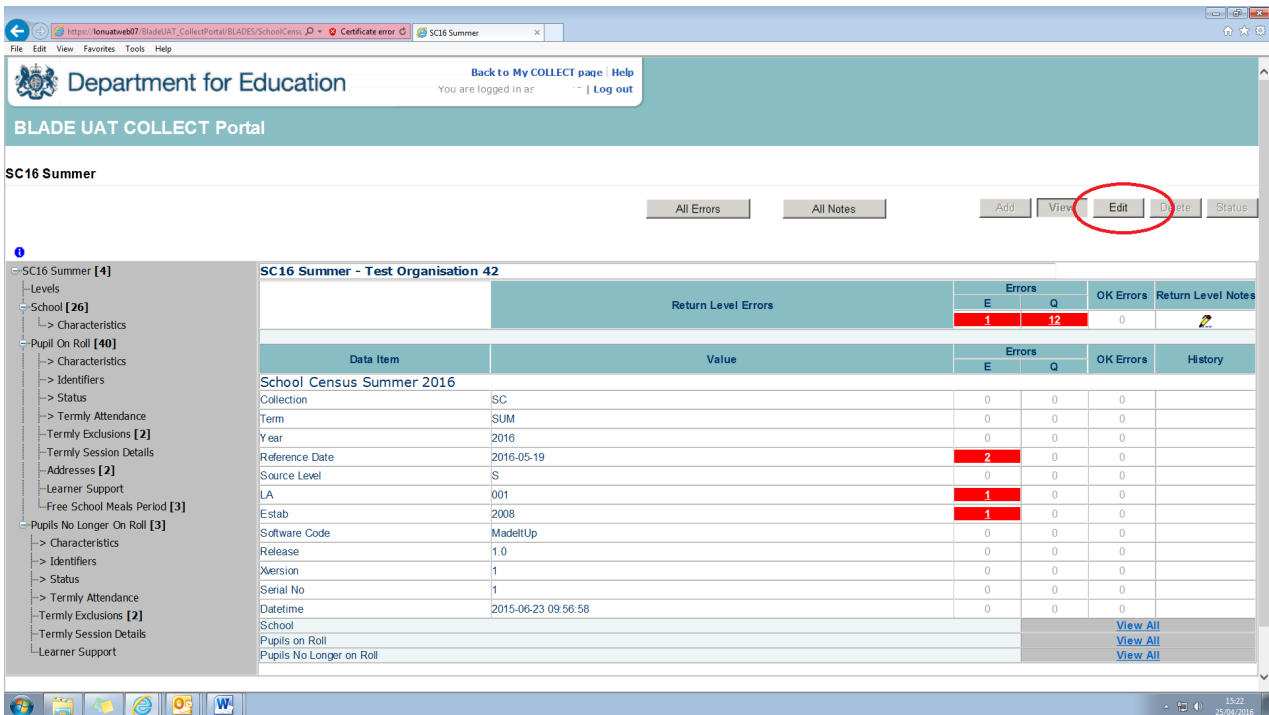 https://lonuatweb07/BladeUAT_CollectPortal/BLADES/SchoolCensu Certificate error SC16 Summer
File Edit View Favorites Tools Help
Department for Education
Back to My COLLECT page | Help
You are logged in as | Log out
BLADE UAT COLLECT Portal
SC16 Summer
All Errors All Notes Add View Edit Delete Status
SC16 Summer [4]
Levels
School [26]
> Characteristics
Pupil On Roll [40]
> Characteristics
> Identifiers
> Status
> Termly Attendance
Termly Exclusions [2]
Termly Session Details
Addresses [2]
Learner Support
Free School Meals Period [3]
Pupils No Longer On Roll [3]
> Characteristics
> Identifiers
> Status
> Termly Attendance
Termly Exclusions [2]
Termly Session Details
Learner Support
SC16 Summer - Test Organisation 42
Return Level Errors Errors OK Errors Return Level Notes
E Q
1 12 0
Data Item Value Errors OK Errors History
E Q
School Census Summer 2016
Collection SC 0 0 0
Term SUM 0 0 0
Year 2016 0 0 0
Reference Date 2016-05-19 2 0 0
Source Level S 0 0 0
LA 001 1 0 0
Estab 2008 1 0 0
Software Code MadeItUp 0 0 0
Release 1.0 0 0 0
Xversion 1 0 0 0
Serial No 1 0 0 0
Datetime 2015-06-23 09:56:58 0 0 0
School View All
Pupils on Roll View All
Pupils No Longer on Roll View All
15:22
25/04/2016